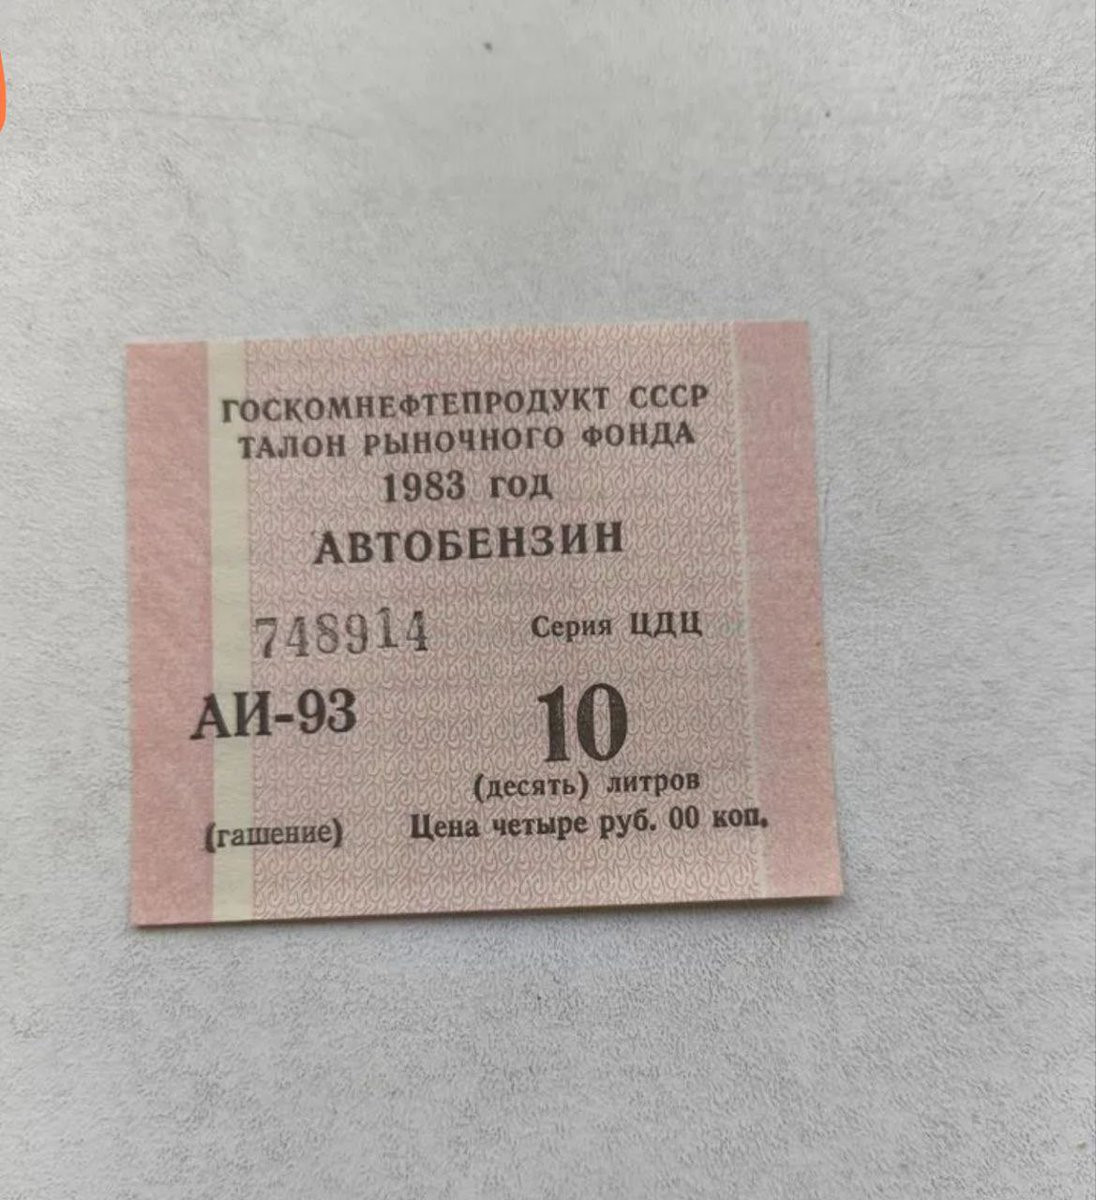 ГОСКОМНЕФТЕПРОДУКТ СССР
ТАЛОН РЫНОЧНОГО ФОНДА
1983 год
АВТОБЕНЗИН
748914 Серия ЦДЦ
АИ-93 10
(десять) литров
(гашение) Цена четыре руб. 00 коп.